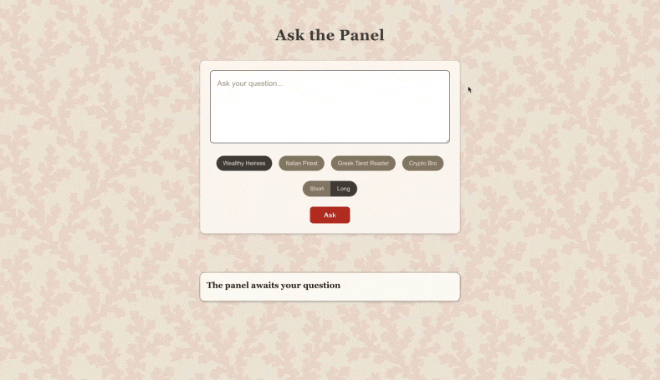 Ask the Panel
Ask your question...
Wealthy Heiress Italian Priest Greek Tarot Reader Crypto Bro
Short Long
Ask
The panel awaits your question